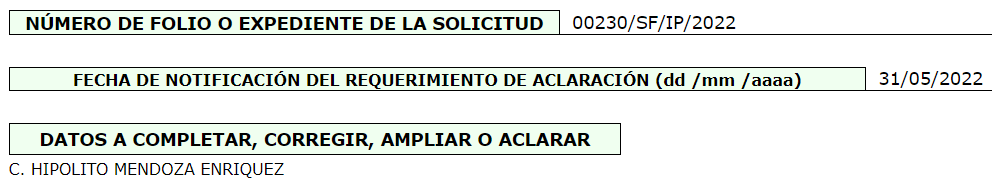 NÚMERO DE FOLIO O EXPEDIENTE DE LA SOLICITUD 00230/SF/IP/2022
FECHA DE NOTIFICACIÓN DEL REQUERIMIENTO DE ACLARACIÓN (dd /mm /aaaa) 31/05/2022
DATOS A COMPLETAR, CORREGIR, AMPLIAR O ACLARAR
C. HIPOLITO MENDOZA ENRIQUEZ